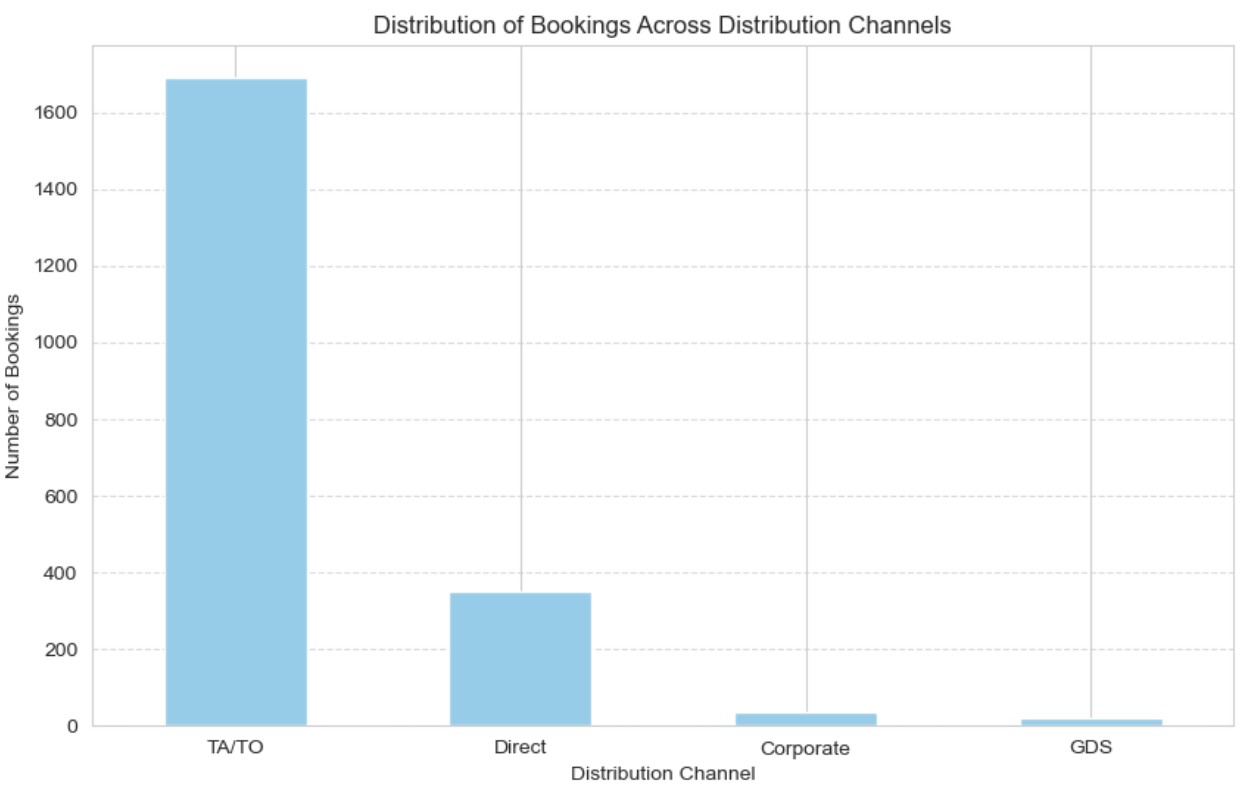 Distribution of Bookings Across Distribution Channels
Number of Bookings
1600
1400
1200
1000
800
600
400
200
0
TA/TO Direct Corporate GDS
Distribution Channel